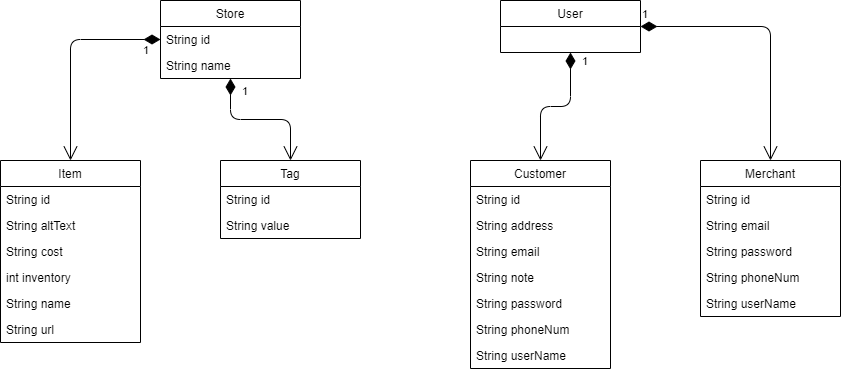 Store
String id
String name
1
1
Item
String id
String altText
String cost
int inventory
String name
String url
Tag
String id
String value
User
1
1
Customer
String id
String address
String email
String note
String password
String phoneNum
String userName
Merchant
String id
String email
String password
String phoneNum
String userName